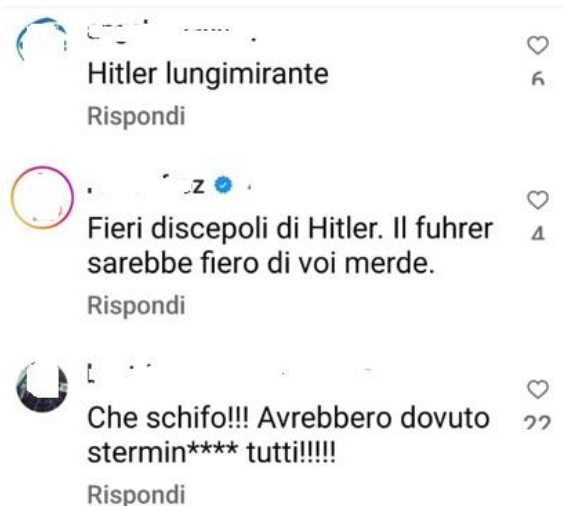 Hitler lungimirante
6
Rispondi
z
Fieri discepoli di Hitler. Il fuhrer
4
sarebbe fiero di voi merde.
Rispondi
Che schifo!!! Avrebbero dovuto
22
stermin**** tutti!!!!!
Rispondi